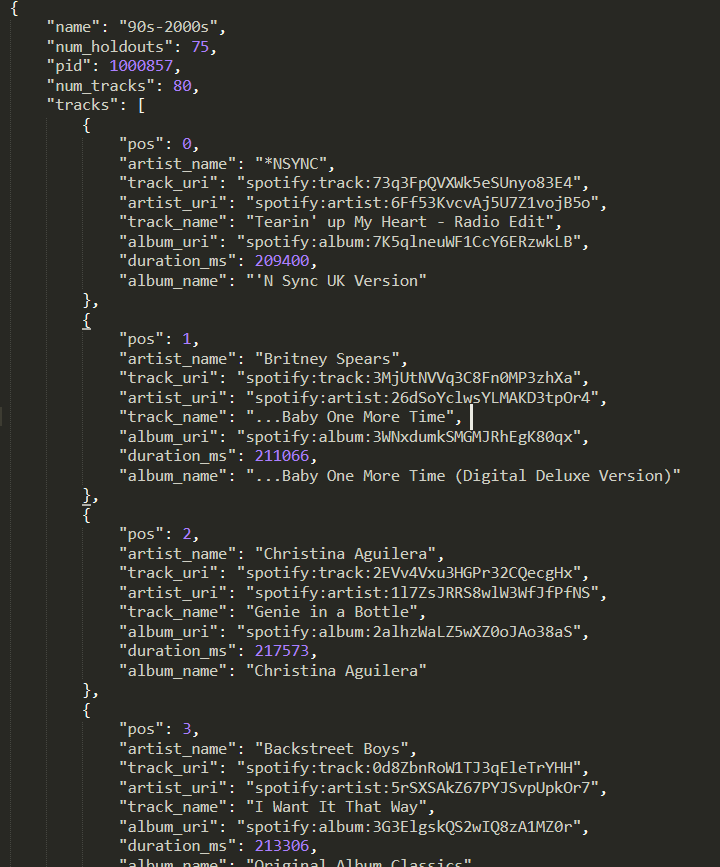 {
"name": "90s-2000s",
"num_holdouts": 75,
"pid": 1000857,
"num_tracks": 80,
"tracks": [
{
"pos": 0,
"artist_name": "*NSYNC",
"track_uri": "spotify:track:73q3FpQVXWk5eSUnyo83E4",
"artist_uri": "spotify:artist:6Ff53KvcvAj5U7Z1vojB5o",
"track_name": "Tearin' up My Heart - Radio Edit",
"album_uri": "spotify:album:7K5qlneuWF1CcY6ERzwkLB",
"duration_ms": 209400,
"album_name": "'N Sync UK Version"
},
{
"pos": 1,
"artist_name": "Britney Spears",
"track_uri": "spotify:track:3MjUtNVVq3C8Fn0MP3zhXa",
"artist_uri": "spotify:artist:26dSoYclwsYLMAKD3tpOr4",
"track_name": "...Baby One More Time",
"album_uri": "spotify:album:3WNxdumkSMGMJRhEgK80qx",
"duration_ms": 211066,
"album_name": "...Baby One More Time (Digital Deluxe Version)"
},
{
"pos": 2,
"artist_name": "Christina Aguilera",
"track_uri": "spotify:track:2EVv4Vxu3HGPr32CQecgHx",
"artist_uri": "spotify:artist:1l7ZsJRRS8wlW3WfJfPfNS",
"track_name": "Genie in a Bottle",
"album_uri": "spotify:album:2alhzWaLZ5wXZ0oJAo38aS",
"duration_ms": 217573,
"album_name": "Christina Aguilera"
},
{
"pos": 3,
"artist_name": "Backstreet Boys",
"track_uri": "spotify:track:0d8ZbnRoW1TJ3qEleTrYHH",
"artist_uri": "spotify:artist:5rSXSAkZ67PYJSvpUpkOr7",
"track_name": "I Want It That Way",
"album_uri": "spotify:album:3G3ElgskQS2wIQ8zA1MZ0r",
"duration_ms": 213306,
"album_name": "Original Album Classics"